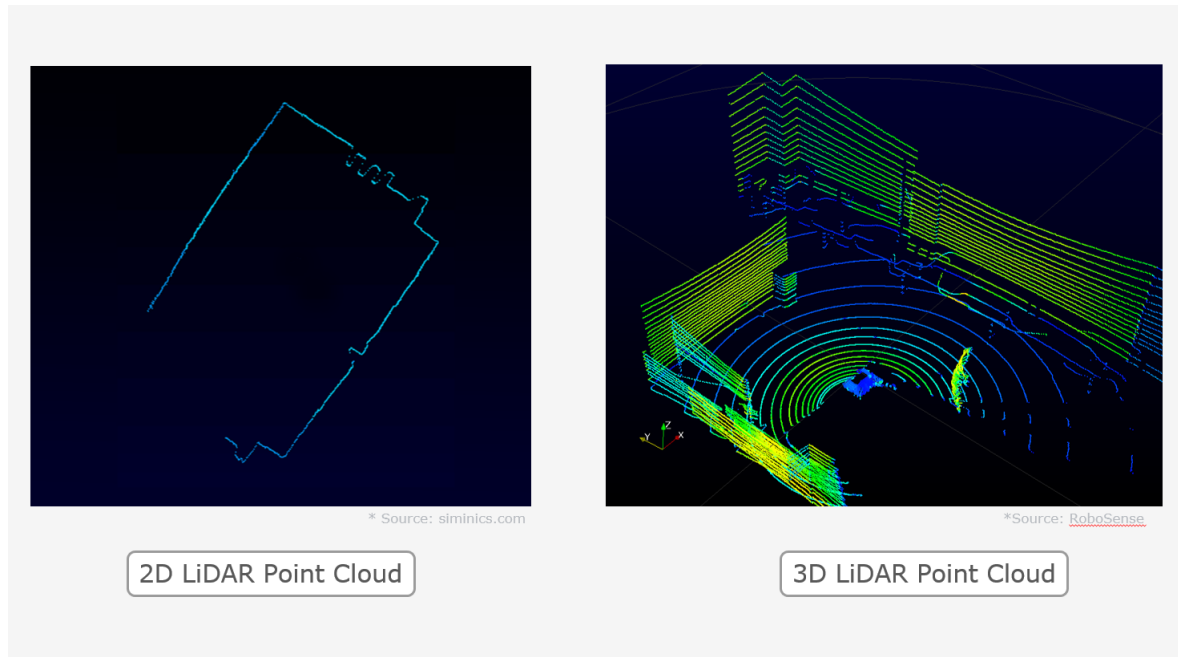 Z
Y
X
* Source: siminics.com
*Source: RoboSense
2D LiDAR Point Cloud
3D LiDAR Point Cloud